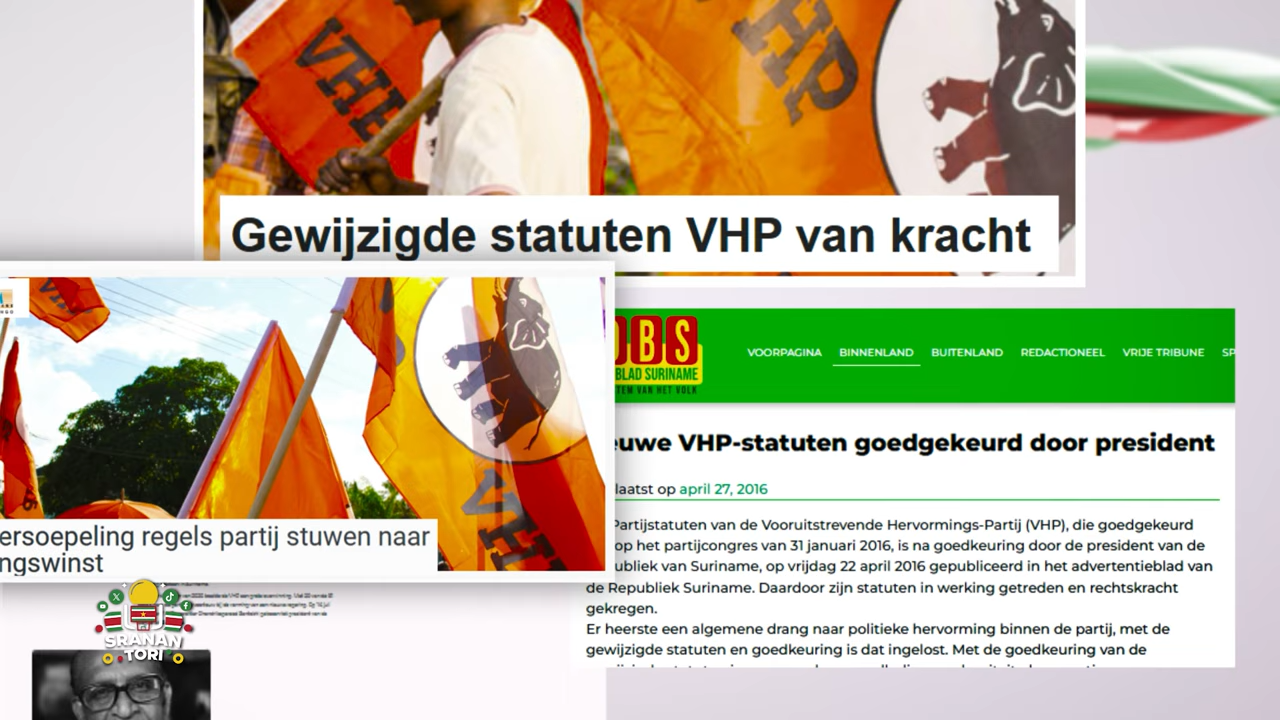 VHP
VHP
Gewijzigde statuten VHP van kracht
VHP
ersoepeling regels partij stuwen naar
ngswinst
BS
BLAD SURINAME
TEM VAN HET VOLK
VOORPAGINA BINNENLAND BUITENLAND REDACTIONEEL VRIJE TRIBUNE SP
euwe VHP-statuten goedgekeurd door president
laatst op april 27, 2016
Partijstatuten van de Vooruitstrevende Hervormings-Partij (VHP), die goedgekeurd
op het partijcongres van 31 januari 2016, is na goedkeuring door de president van de
ubliek van Suriname, op vrijdag 22 april 2016 gepubliceerd in het advertentieblad van
de Republiek Suriname. Daardoor zijn statuten in werking getreden en rechtskracht
gekregen.
Er heerste een algemene drang naar politieke hervorming binnen de partij, met de
gewijzigde statuten en goedkeuring is dat ingelost. Met de goedkeuring van de
SRANAN
TORI